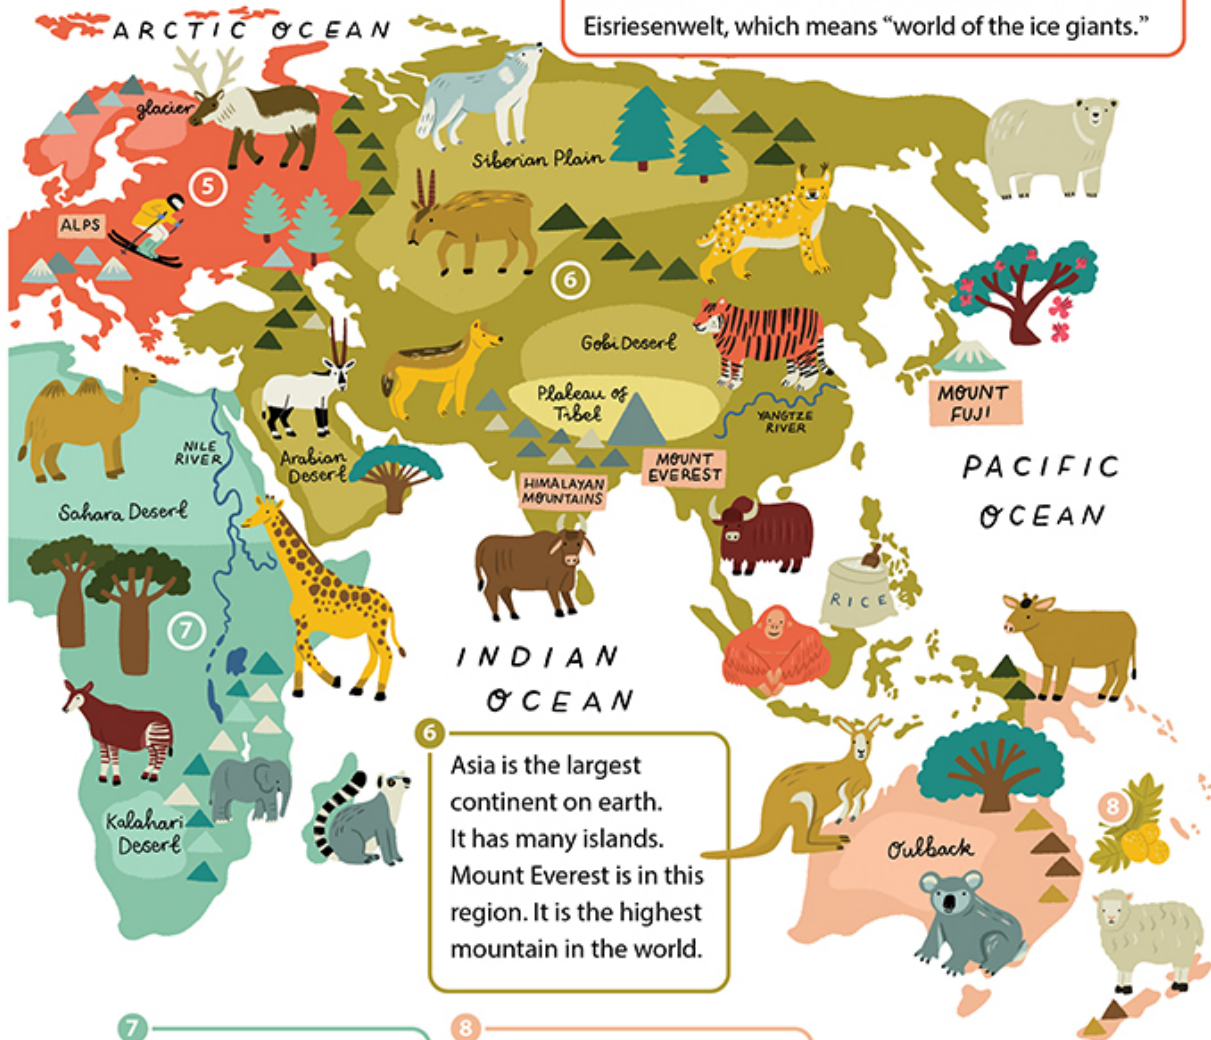 Eisriesenwelt, which means “world of the ice giants.”
ARCTIC OCEAN
glacier
Siberian Plain
5
ALPS
6
Gobi Desert
Plateau of
Tibet
YANGTZE
RIVER
MOUNT
FUJI
NILE
RIVER
Arabian
Desert
HIMALAYAN
MOUNTAINS
MOUNT
EVEREST
PACIFIC
OCEAN
Sahara Desert
RICE
7
INDIAN
OCEAN
6
Asia is the largest
continent on earth.
It has many islands.
Mount Everest is in this
region. It is the highest
mountain in the world.
Kalahari
Desert
8
Outback
7
8